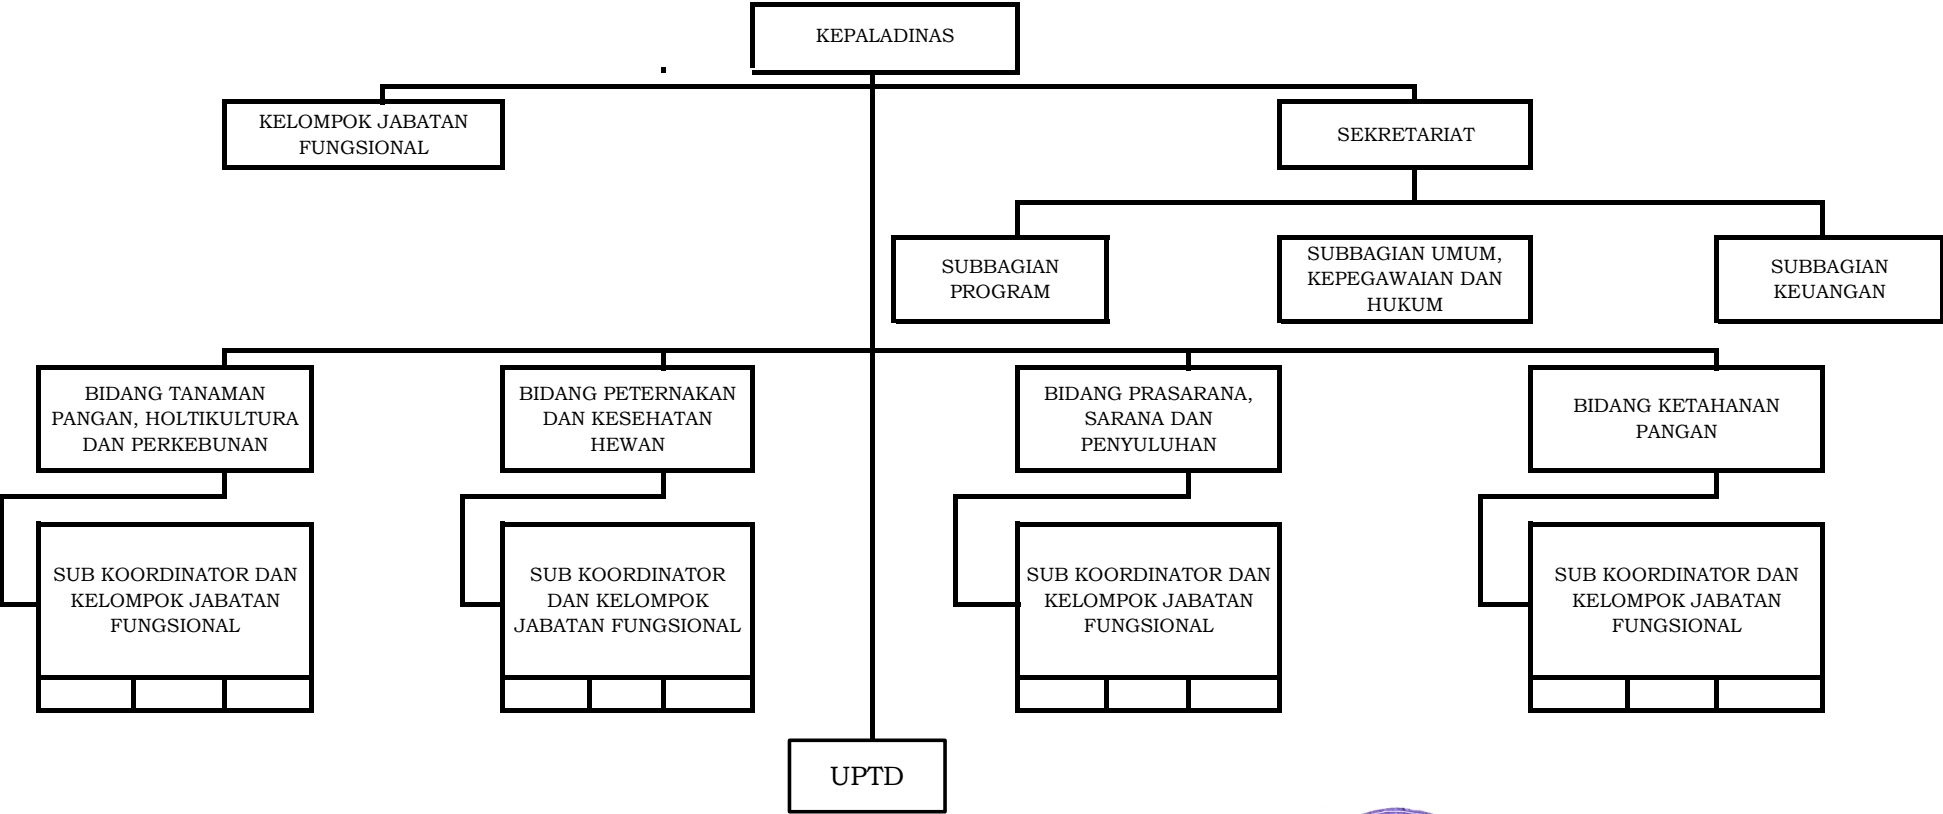 KEPALADINAS
KELOMPOK JABATAN
FUNGSIONAL
SEKRETARIAT
SUBBAGIAN
PROGRAM
SUBBAGIAN UMUM,
KEPEGAWAIAN DAN
HUKUM
SUBBAGIAN
KEUANGAN
BIDANG TANAMAN
PANGAN, HOLTIKULTURA
DAN PERKEBUNAN
BIDANG PETERNAKAN
DAN KESEHATAN
HEWAN
BIDANG PRASARANA,
SARANA DAN
PENYULUHAN
BIDANG KETAHANAN
PANGAN
SUB KOORDINATOR DAN
KELOMPOK JABATAN
FUNGSIONAL
SUB KOORDINATOR
DAN KELOMPOK
JABATAN FUNGSIONAL
SUB KOORDINATOR DAN
KELOMPOK JABATAN
FUNGSIONAL
SUB KOORDINATOR DAN
KELOMPOK JABATAN
FUNGSIONAL
UPTD